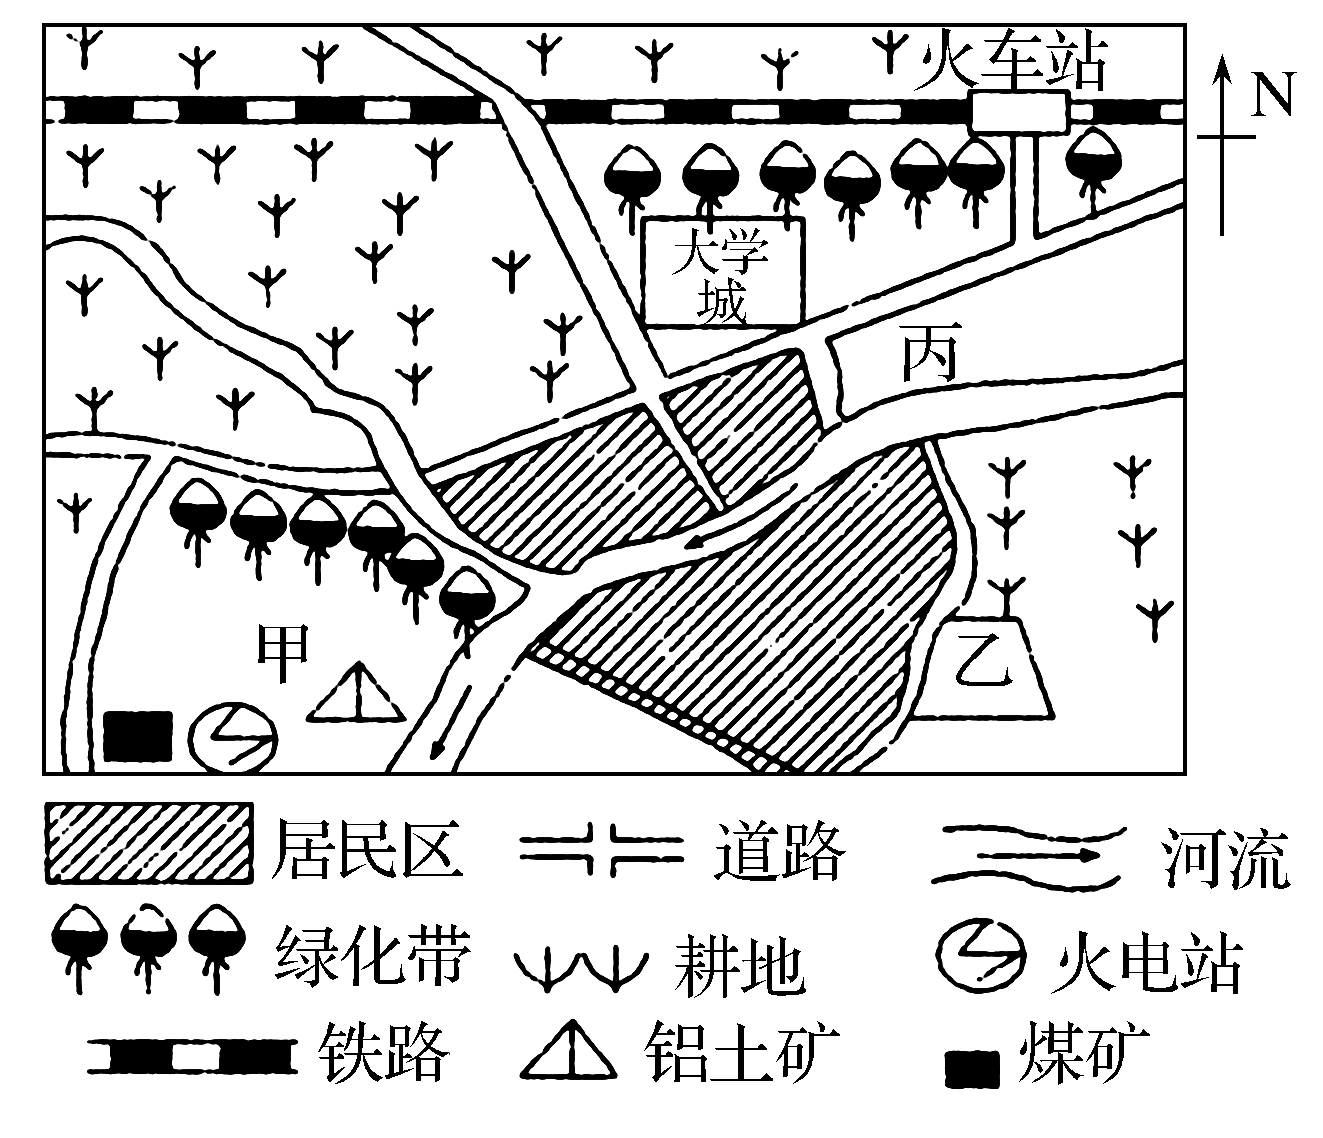 火车站
N
大学
城
丙
甲
乙
居民区
道路
河流
绿化带
耕地
火电站
铁路
铝土矿
煤矿